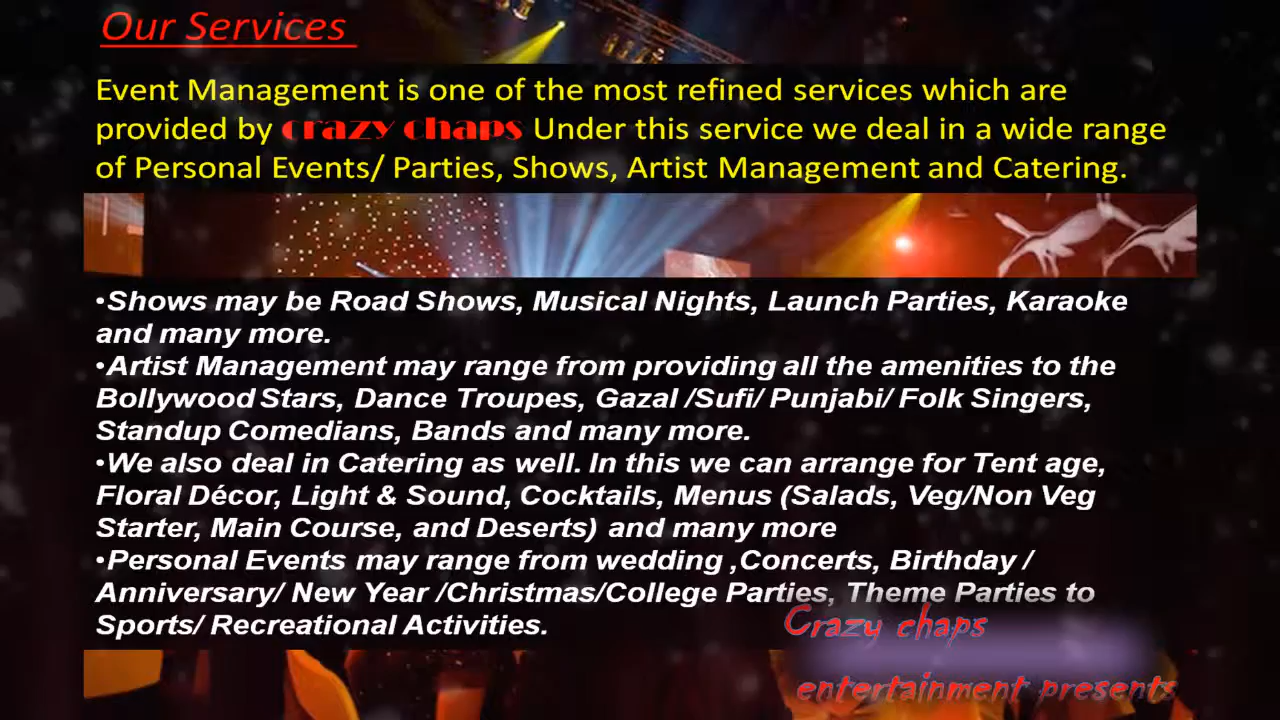 Our Services
Event Management is one of the most refined services which are
provided by crazy chaps Under this service we deal in a wide range
of Personal Events/ Parties, Shows, Artist Management and Catering.
•Shows may be Road Shows, Musical Nights, Launch Parties, Karaoke
and many more.
•Artist Management may range from providing all the amenities to the
Bollywood Stars, Dance Troupes, Gazal /Sufi/ Punjabi/ Folk Singers,
Standup Comedians, Bands and many more.
•We also deal in Catering as well. In this we can arrange for Tent age,
Floral Décor, Light & Sound, Cocktails, Menus (Salads, Veg/Non Veg
Starter, Main Course, and Deserts) and many more
•Personal Events may range from wedding ,Concerts, Birthday /
Anniversary/ New Year /Christmas/College Parties, Theme Parties to
Sports/ Recreational Activities.
Crazy chaps
entertainment presents